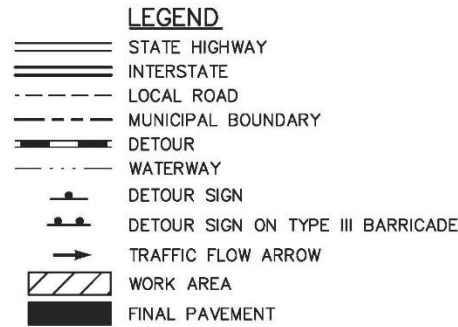 LEGEND
STATE HIGHWAY
INTERSTATE
LOCAL ROAD
MUNICIPAL BOUNDARY
DETOUR
WATERWAY
DETOUR SIGN
DETOUR SIGN ON TYPE III BARRICADE
TRAFFIC FLOW ARROW
WORK AREA
FINAL PAVEMENT